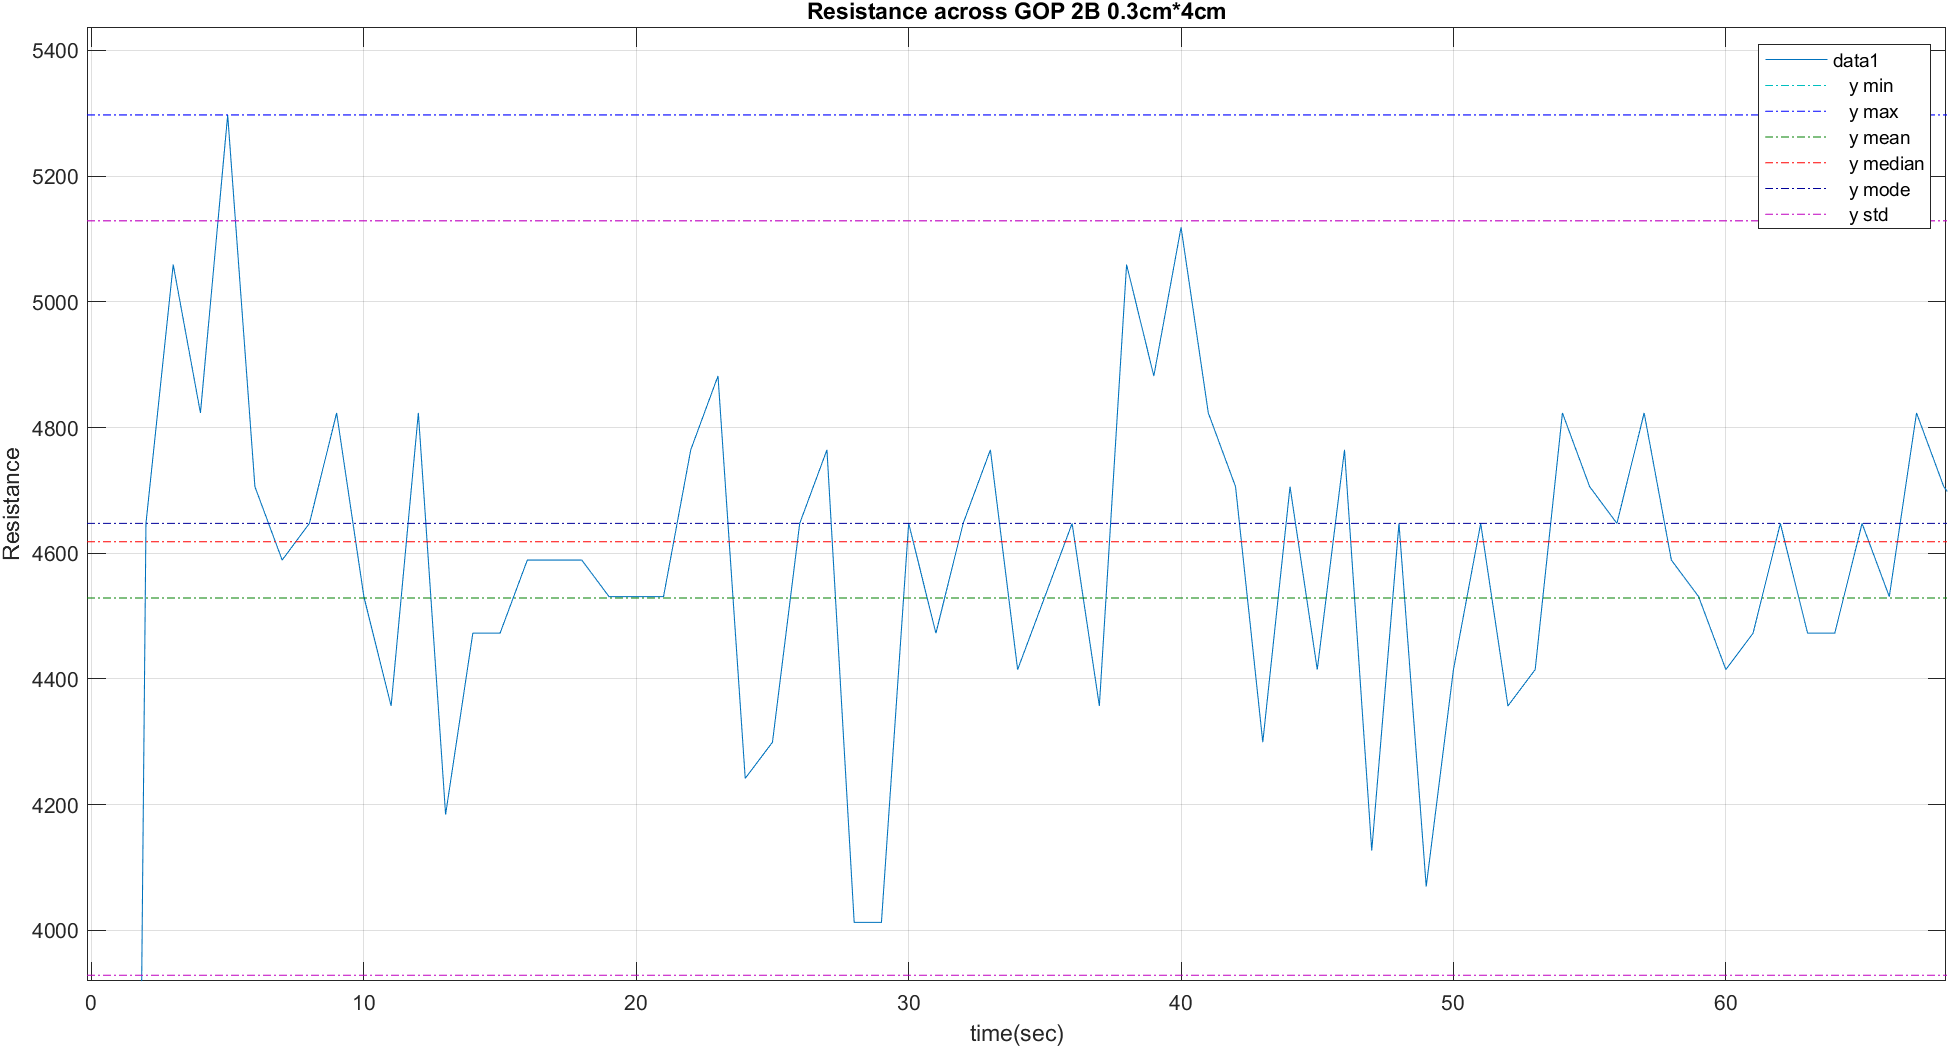 Resistance across GOP 2B 0.3cm*4cm
5400
5200
5000
4800
4600
4400
4200
4000
Resistance
data1
y min
y max
y mean
y median
y mode
y std
0 10 20 30 40 50 60
time(sec)